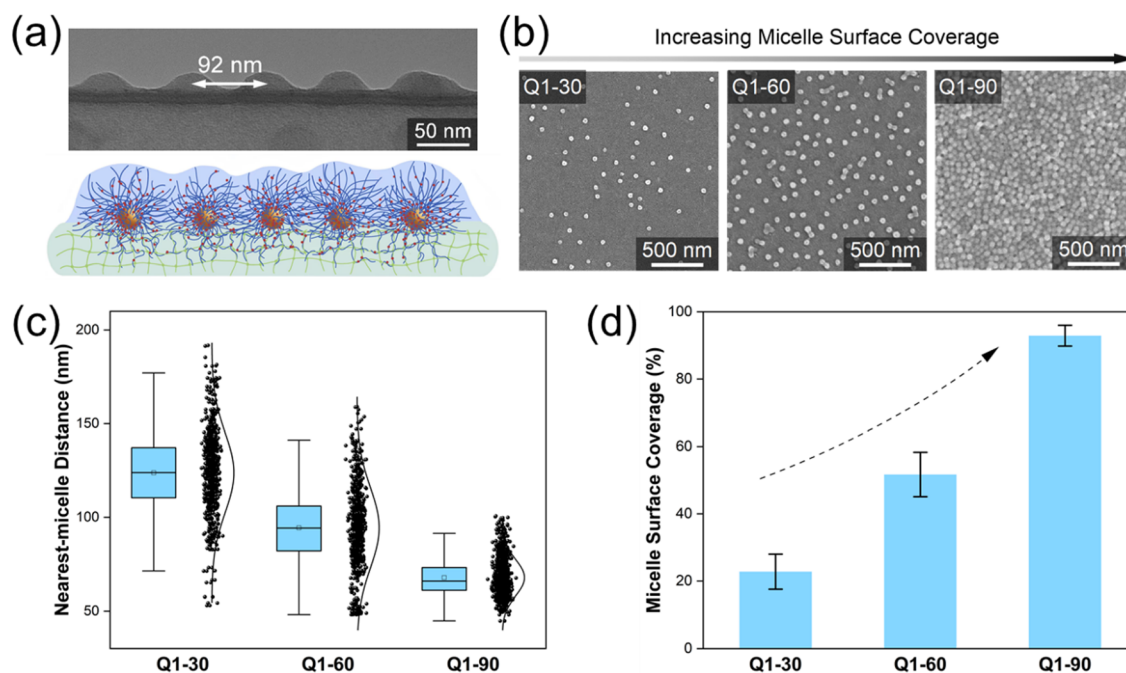 (a)
92 nm
50 nm
(b)
Increasing Micelle Surface Coverage
Q1-30
Q1-60
Q1-90
500 nm
500 nm
500 nm
(c)
Nearest-micelle Distance (nm)
200
150
100
50
Q1-30
Q1-60
Q1-90
(d)
Micelle Surface Coverage (%)
100
80
60
40
20
0
Q1-30
Q1-60
Q1-90